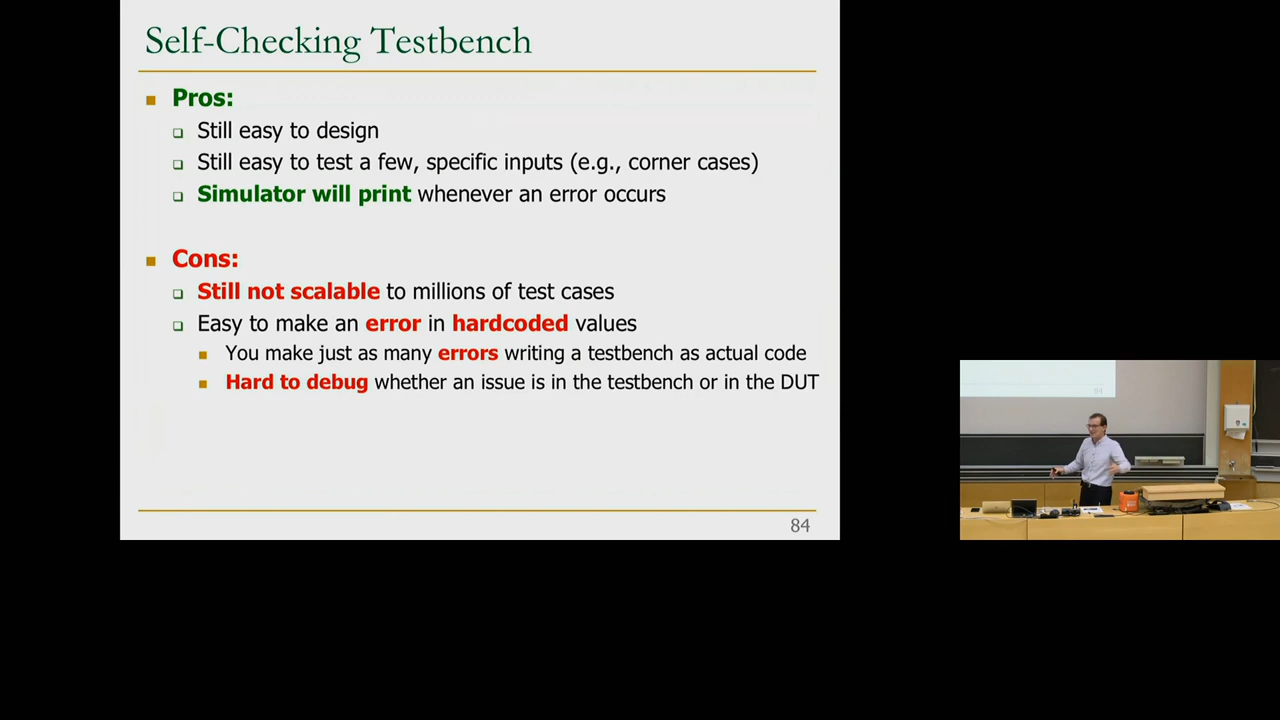 Self-Checking Testbench
Pros:
Still easy to design
Still easy to test a few, specific inputs (e.g., corner cases)
Simulator will print whenever an error occurs
Cons:
Still not scalable to millions of test cases
Easy to make an error in hardcoded values
You make just as many errors writing a testbench as actual code
Hard to debug whether an issue is in the testbench or in the DUT
84
84